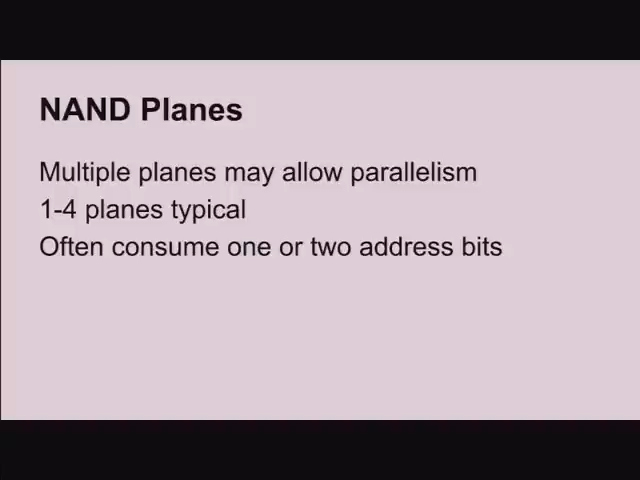 NAND Planes
Multiple planes may allow parallelism
1-4 planes typical
Often consume one or two address bits